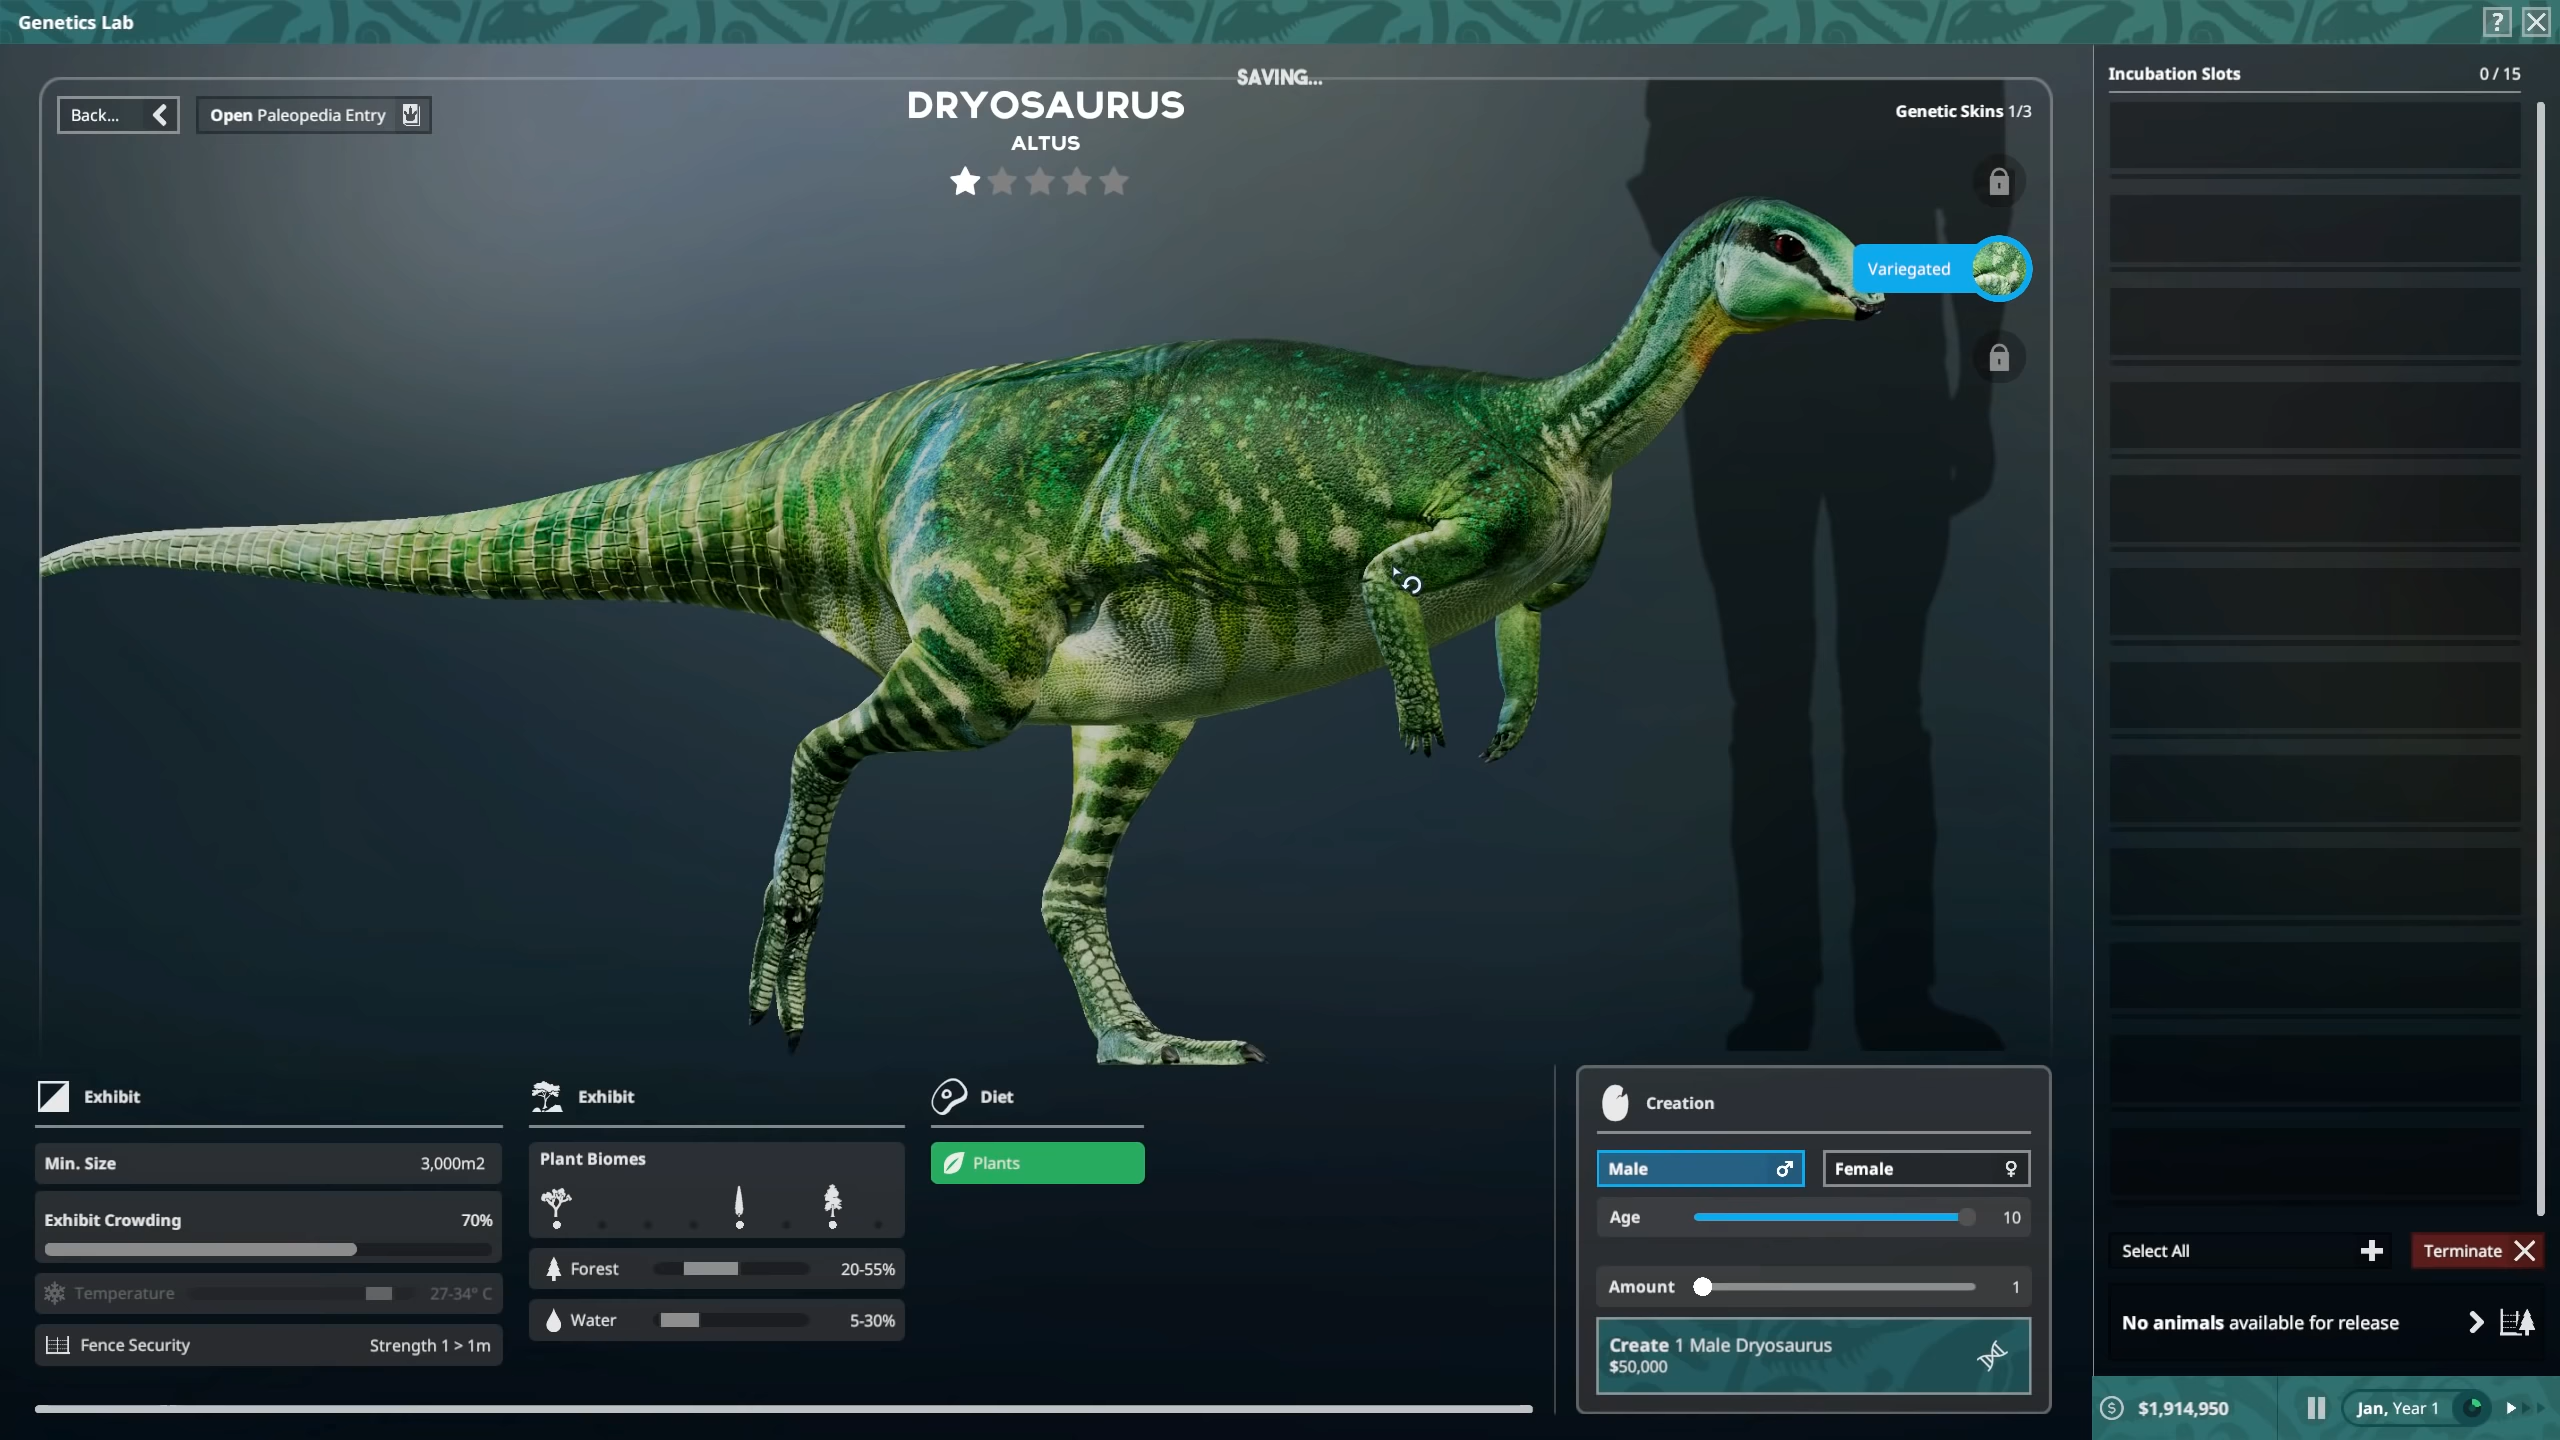 Genetics Lab
?
SAVING...
Back...
Open Paleopedia Entry
DRYOSAURUS
ALTUS
Genetic Skins 1/3
Variegated
Incubation Slots
0 / 15
Exhibit
Min. Size
3,000m2
Exhibit Crowding
70%
Temperature
27-34° C
Fence Security
Strength 1 > 1m
Exhibit
Plant Biomes
Forest
20-55%
Water
5-30%
Diet
Plants
Creation
Male
Female
Age
10
Amount
1
Create 1 Male Dryosaurus
$50,000
Select All
Terminate
No animals available for release
$1,914,950
Jan, Year 1